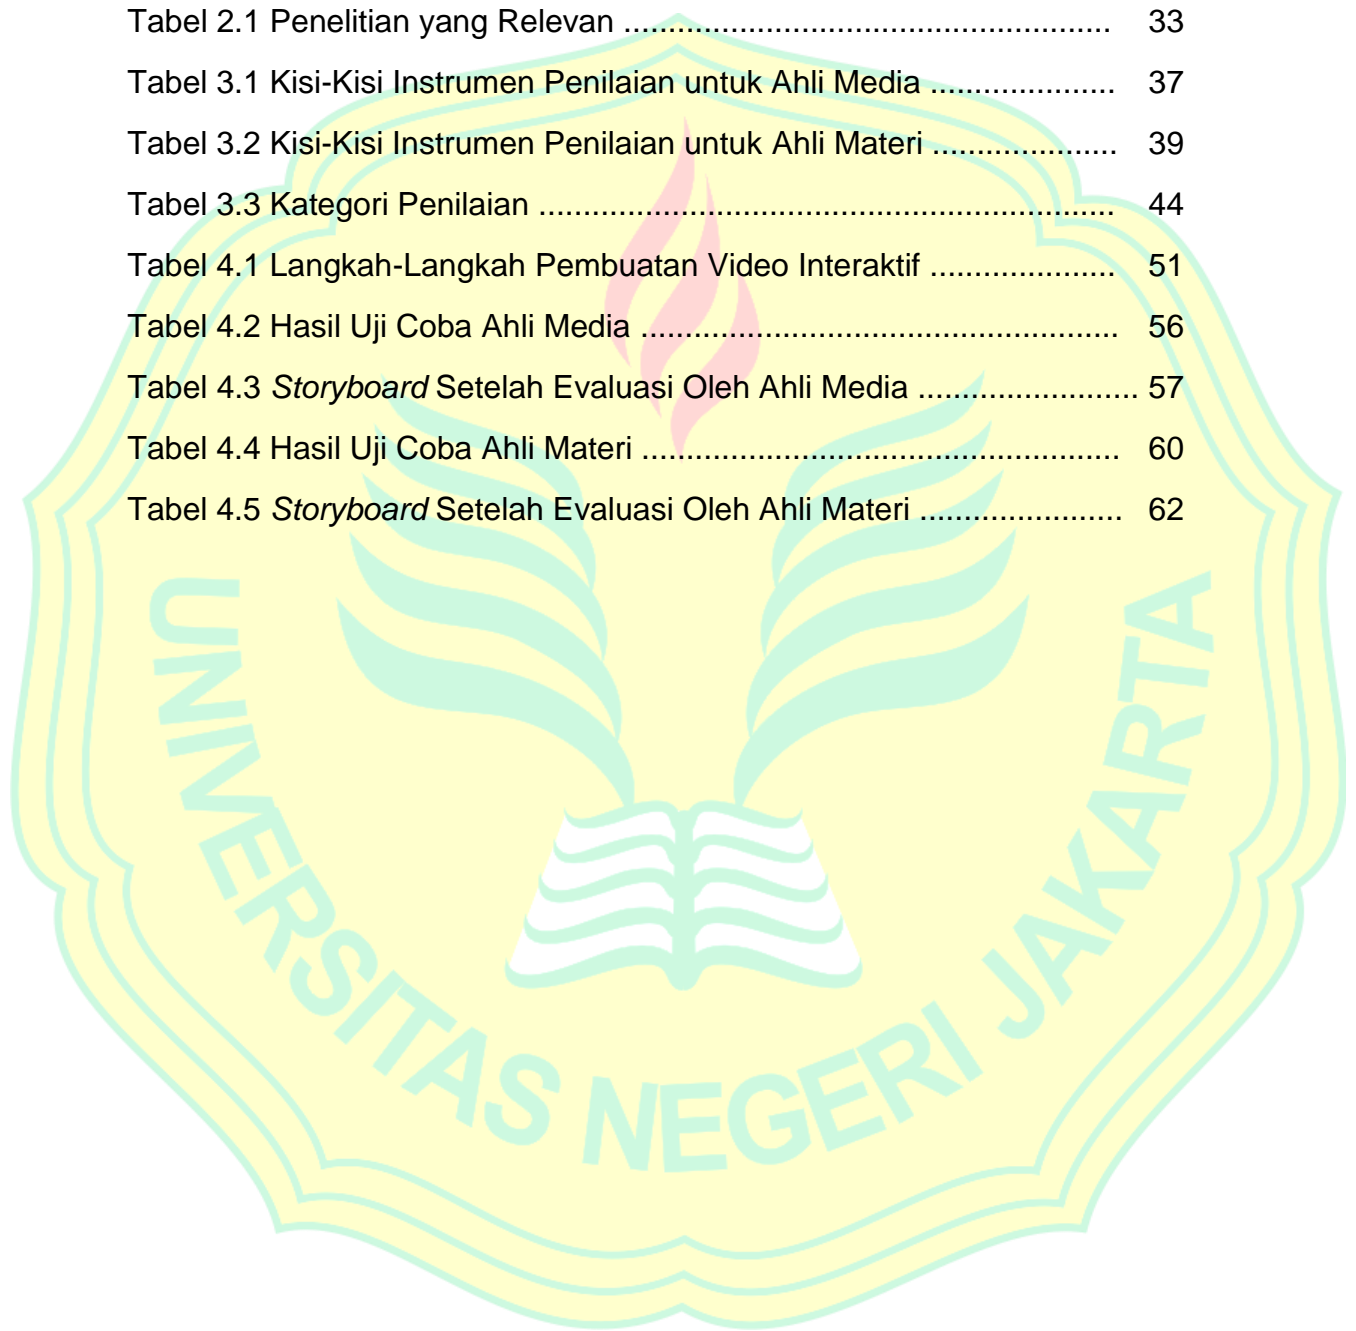 Tabel 2.1 Penelitian yang Relevan ....................................................... 33
Tabel 3.1 Kisi-Kisi Instrumen Penilaian untuk Ahli Media ..................... 37
Tabel 3.2 Kisi-Kisi Instrumen Penilaian untuk Ahli Materi ..................... 39
Tabel 3.3 Kategori Penilaian ................................................................. 44
Tabel 4.1 Langkah-Langkah Pembuatan Video Interaktif ..................... 51
Tabel 4.2 Hasil Uji Coba Ahli Media ...................................................... 56
Tabel 4.3 Storyboard Setelah Evaluasi Oleh Ahli Media ......................... 57
Tabel 4.4 Hasil Uji Coba Ahli Materi ...................................................... 60
Tabel 4.5 Storyboard Setelah Evaluasi Oleh Ahli Materi ....................... 62
UNIVERSITAS NEGERI JAKARTA